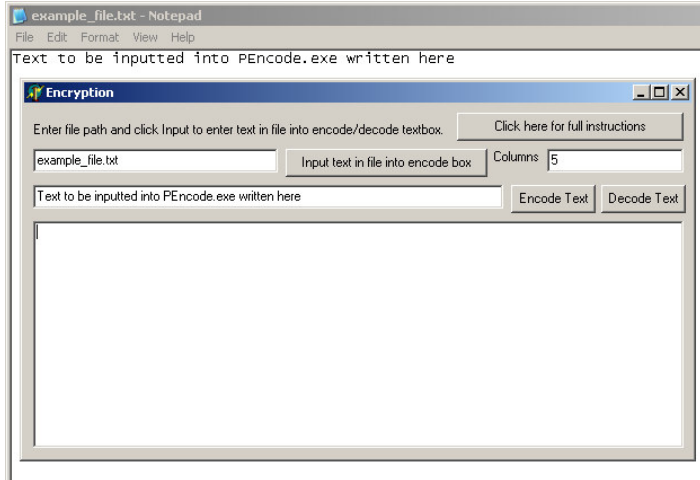 example_file.txt - Notepad
File Edit Format View Help
Text to be inputted into PEncode.exe written here
Encryption
Enter file path and click Input to enter text in file into encode/decode textbox.
Click here for full instructions
example_file.txt
Input text in file into encode box
Columns
5
Text to be inputted into PEncode.exe written here
Encode Text
Decode Text